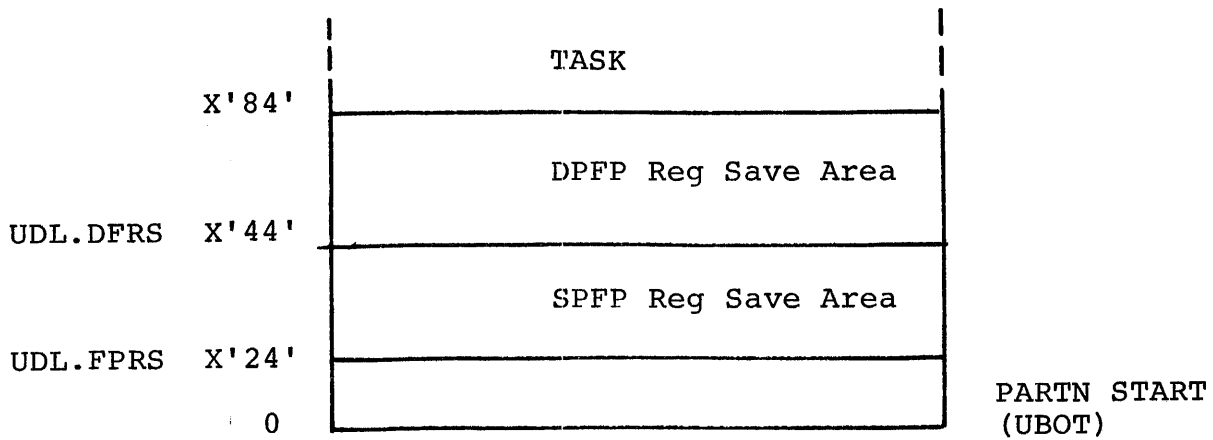 TASK
X'84'
DPFP Reg Save Area
UDL.DFRS X'44'
SPFP Reg Save Area
UDL.FPRS X'24'
PARTN START
0 (UBOT)